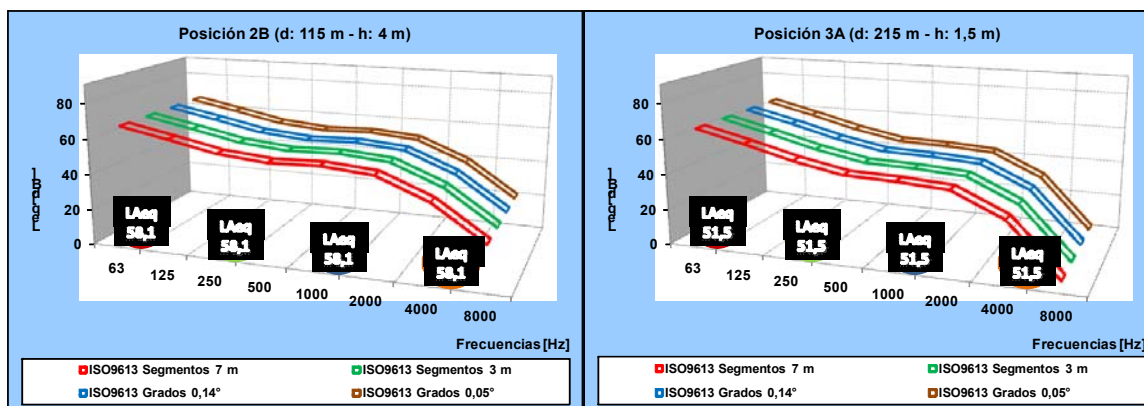 Posición 2B (d: 115 m - h: 4 m)
80
60
40
20
0
Leq[dB]
63
125
250
500
1000
2000
4000
8000
LAeq
58,1
LAeq
58,1
LAeq
58,1
LAeq
58,1
Frecuencias [Hz]
ISO9613 Segmentos 7 m
ISO9613 Segmentos 3 m
ISO9613 Grados 0,14°
ISO9613 Grados 0,05°
Posición 3A (d: 215 m - h: 1,5 m)
80
60
40
20
0
Leq[dB]
63
125
250
500
1000
2000
4000
8000
LAeq
51,5
LAeq
51,5
LAeq
51,5
LAeq
51,5
Frecuencias [Hz]
ISO9613 Segmentos 7 m
ISO9613 Segmentos 3 m
ISO9613 Grados 0,14°
ISO9613 Grados 0,05°